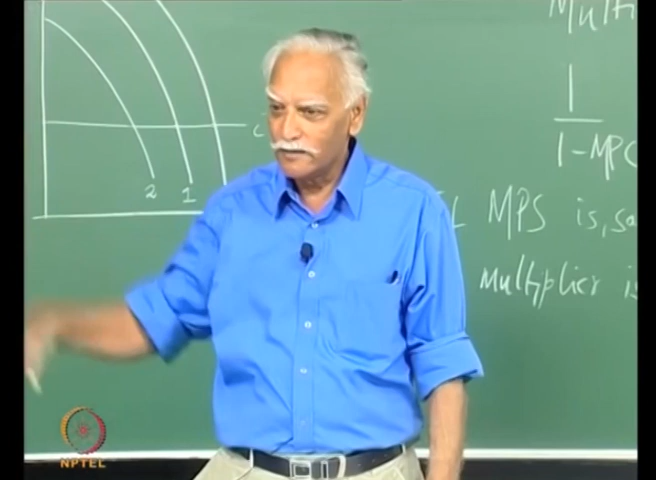 Multi
1
1-MPC
MPS is, sa
Multiplier is
2
1
NPTEL